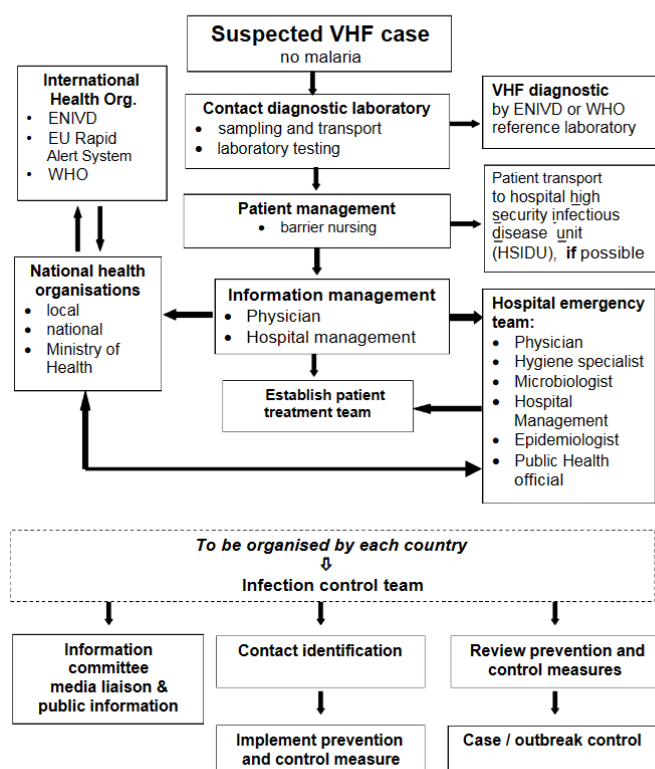 Suspected VHF case
no malaria
International
Health Org.
• ENIVD
• EU Rapid
Alert System
• WHO
Contact diagnostic laboratory
• sampling and transport
• laboratory testing
VHF diagnostic
by ENIVD or WHO
reference laboratory
Patient management
• barrier nursing
Patient transport
to hospital high
security infectious
disease unit
(HSIDU), if possible
National health
organisations
• local
• national
• Ministry of
Health
Information management
• Physician
• Hospital management
Hospital emergency
team:
• Physician
• Hygiene specialist
• Microbiologist
• Hospital
Management
• Epidemiologist
• Public Health
official
Establish patient
treatment team
To be organised by each country
⇩
Infection control team
Information
committee
media liaison &
public information
Contact identification
Review prevention and
control measures
Implement prevention
and control measure
Case / outbreak control